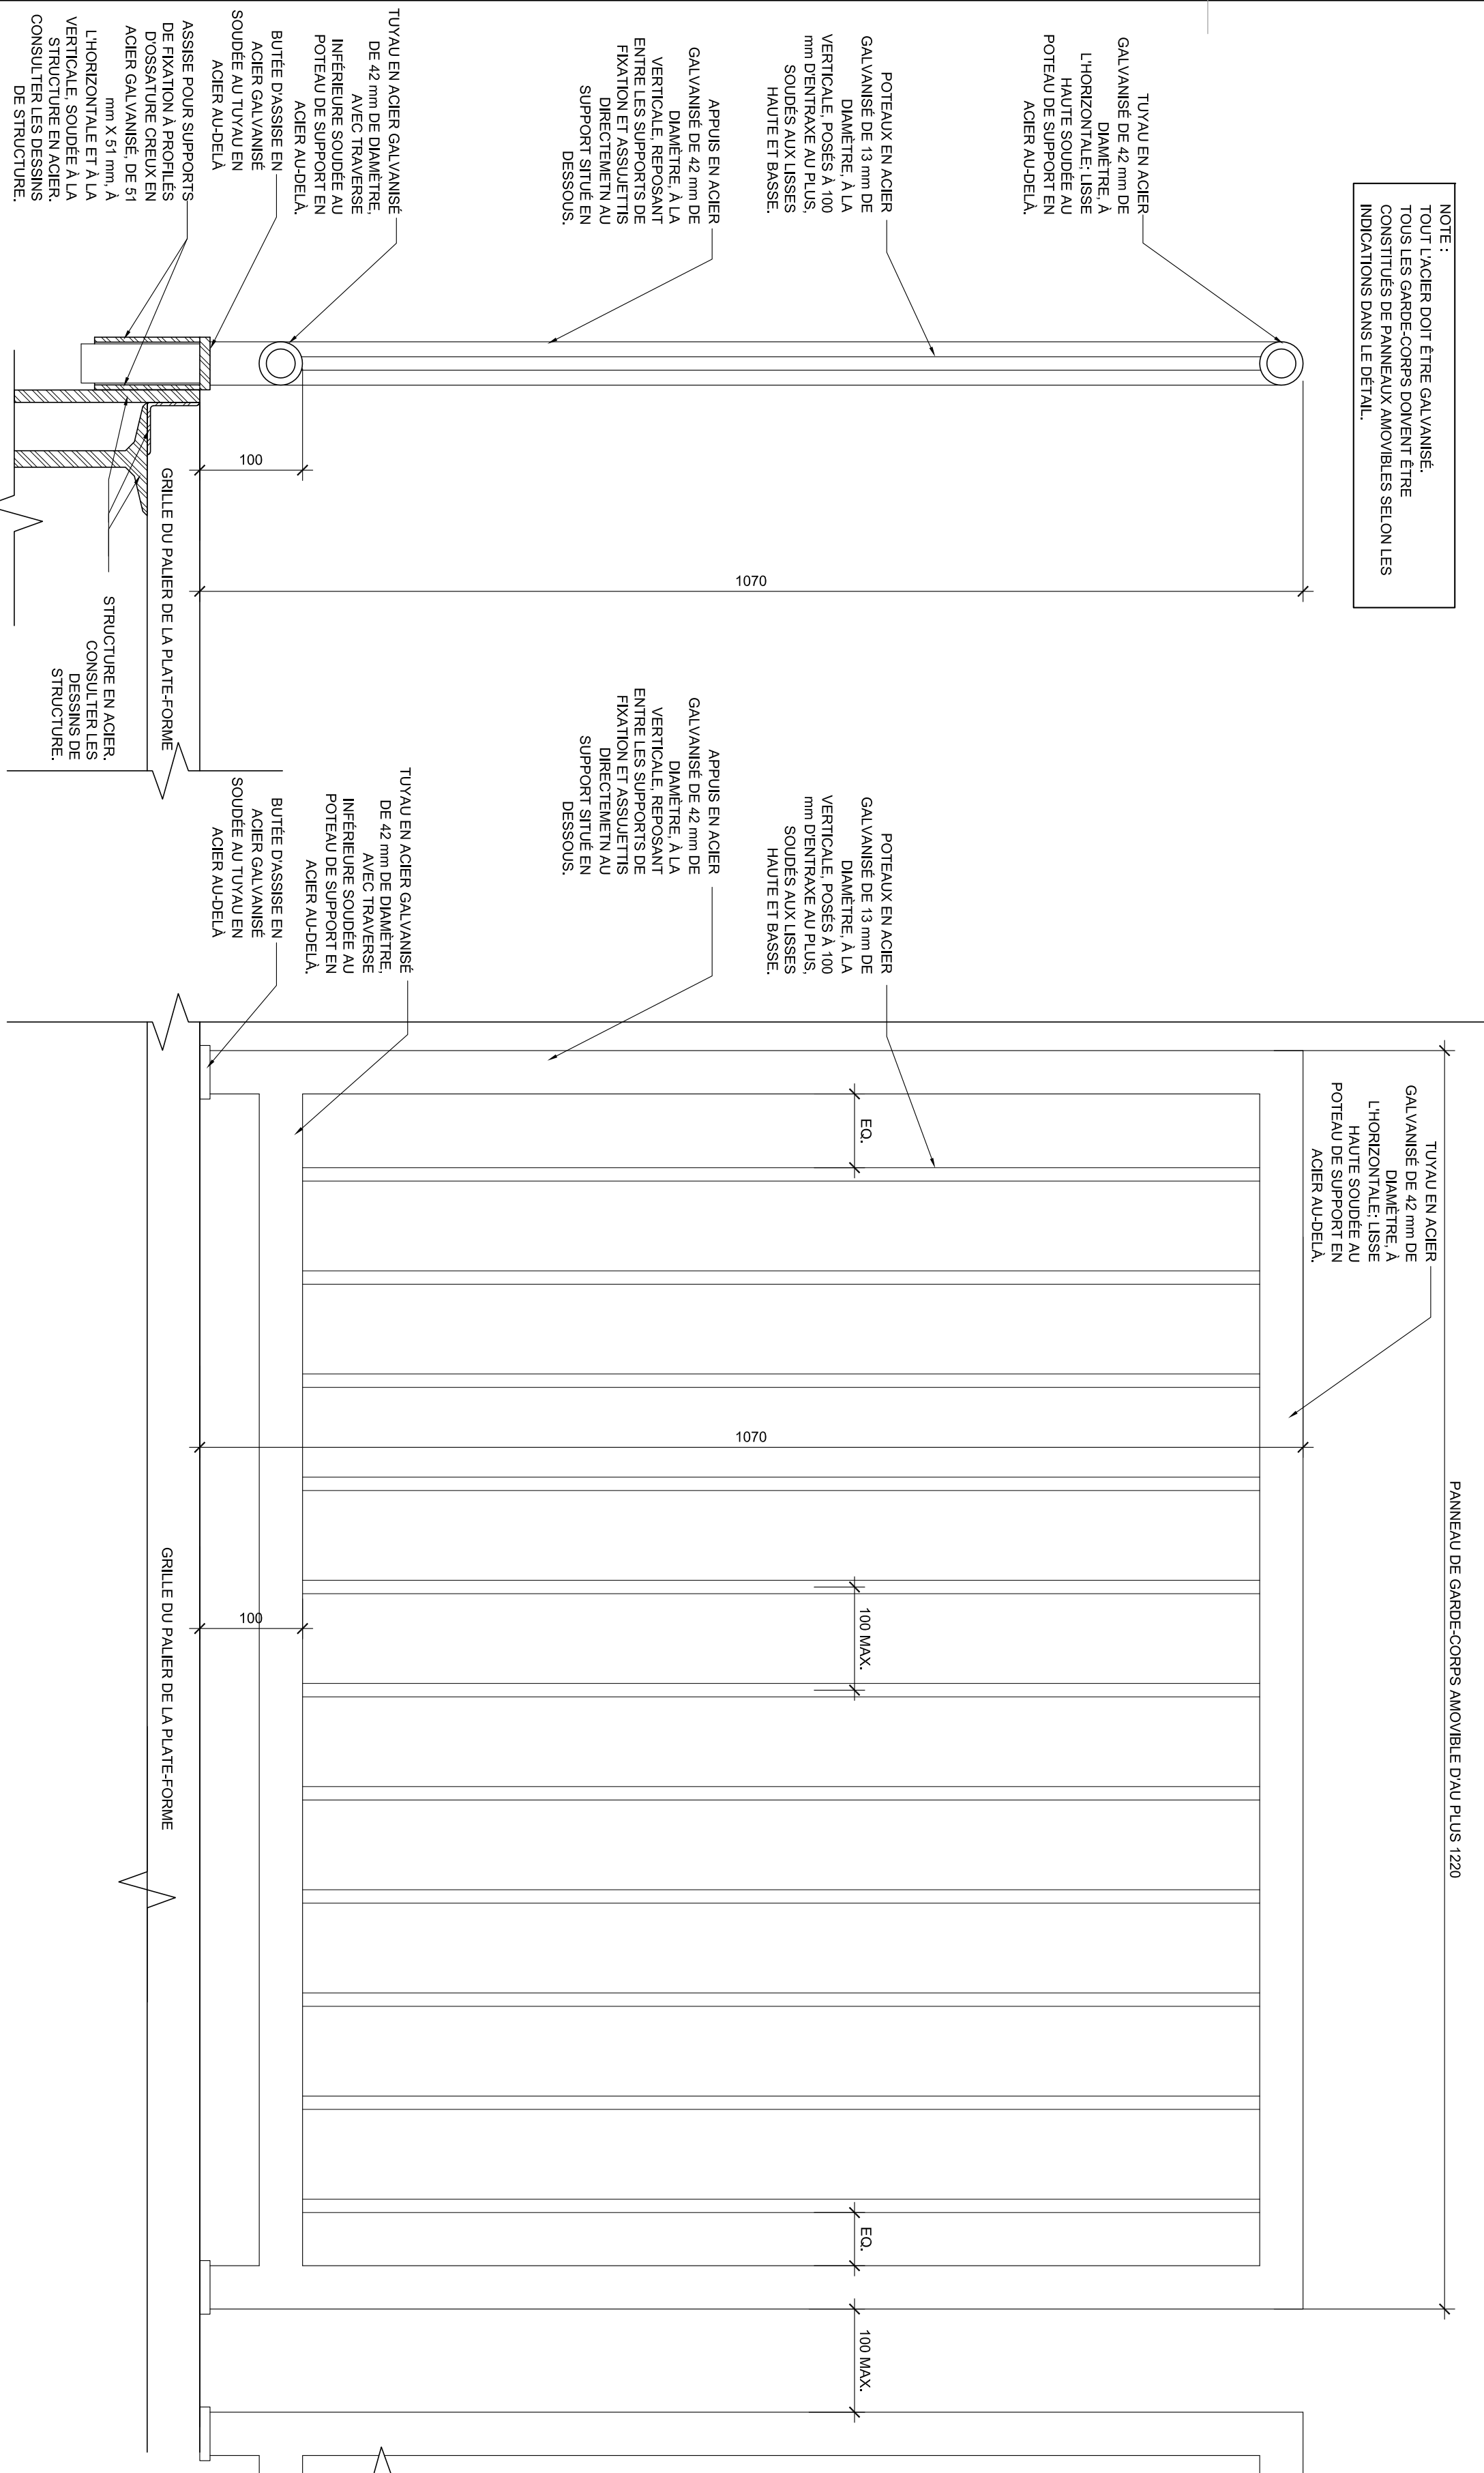 NOTE :
TOUT L'ACIER DOIT ÊTRE GALVANISÉ.
TOUS LES GARDE-CORPS DOIVENT ÊTRE
CONSTITUÉS DE PANNEAUX AMOVIBLES SELON LES
INDICATIONS DANS LE DÉTAIL.
TUYAU EN ACIER
GALVANISÉ DE 42 mm DE
DIAMÈTRE, À
L'HORIZONTALE; LISSE
HAUTE SOUDÉE AU
POTEAU DE SUPPORT EN
ACIER AU-DELÀ.
POTEAUX EN ACIER
GALVANISÉ DE 13 mm DE
DIAMÈTRE, À LA
VERTICALE, POSÉS À 100
mm D'ENTRAXE AU PLUS,
SOUDÉS AUX LISSES
HAUTE ET BASSE.
APPUIS EN ACIER
GALVANISÉ DE 42 mm DE
DIAMÈTRE, À LA
VERTICALE, REPOSANT
ENTRE LES SUPPORTS DE
FIXATION ET ASSUJETTIS
DIRECTEMETN AU
SUPPORT SITUÉ EN
DESSOUS.
TUYAU EN ACIER GALVANISÉ
DE 42 mm DE DIAMÈTRE,
AVEC TRAVERSE
INFÉRIEURE SOUDÉE AU
POTEAU DE SUPPORT EN
ACIER AU-DELÀ.
BUTÉE D'ASSISE EN
ACIER GALVANISÉ
SOUDÉE AU TUYAU EN
ACIER AU-DELÀ
ASSISE POUR SUPPORTS
DE FIXATION À PROFILÉS
D'OSSATURE CREUX EN
ACIER GALVANISÉ, DE 51
mm X 51 mm, À
L'HORIZONTALE ET À LA
VERTICALE, SOUDÉE À LA
STRUCTURE EN ACIER.
CONSULTER LES DESSINS
DE STRUCTURE.
100
1070
GRILLE DU PALIER DE LA PLATE-FORME
STRUCTURE EN ACIER.
CONSULTER LES
DESSINS DE
STRUCTURE.
PANNEAU DE GARDE-CORPS AMOVIBLE D'AU PLUS 1220
TUYAU EN ACIER
GALVANISÉ DE 42 mm DE
DIAMÈTRE, À
L'HORIZONTALE; LISSE
HAUTE SOUDÉE AU
POTEAU DE SUPPORT EN
ACIER AU-DELÀ.
POTEAUX EN ACIER
GALVANISÉ DE 13 mm DE
DIAMÈTRE, À LA
VERTICALE, POSÉS À 100
mm D'ENTRAXE AU PLUS,
SOUDÉS AUX LISSES
HAUTE ET BASSE.
APPUIS EN ACIER
GALVANISÉ DE 42 mm DE
DIAMÈTRE, À LA
VERTICALE, REPOSANT
ENTRE LES SUPPORTS DE
FIXATION ET ASSUJETTIS
DIRECTEMETN AU
SUPPORT SITUÉ EN
DESSOUS.
TUYAU EN ACIER GALVANISÉ
DE 42 mm DE DIAMÈTRE,
AVEC TRAVERSE
INFÉRIEURE SOUDÉE AU
POTEAU DE SUPPORT EN
ACIER AU-DELÀ.
BUTÉE D'ASSISE EN
ACIER GALVANISÉ
SOUDÉE AU TUYAU EN
ACIER AU-DELÀ
EQ.
1070
100 MAX.
100
EQ.
100 MAX.
GRILLE DU PALIER DE LA PLATE-FORME